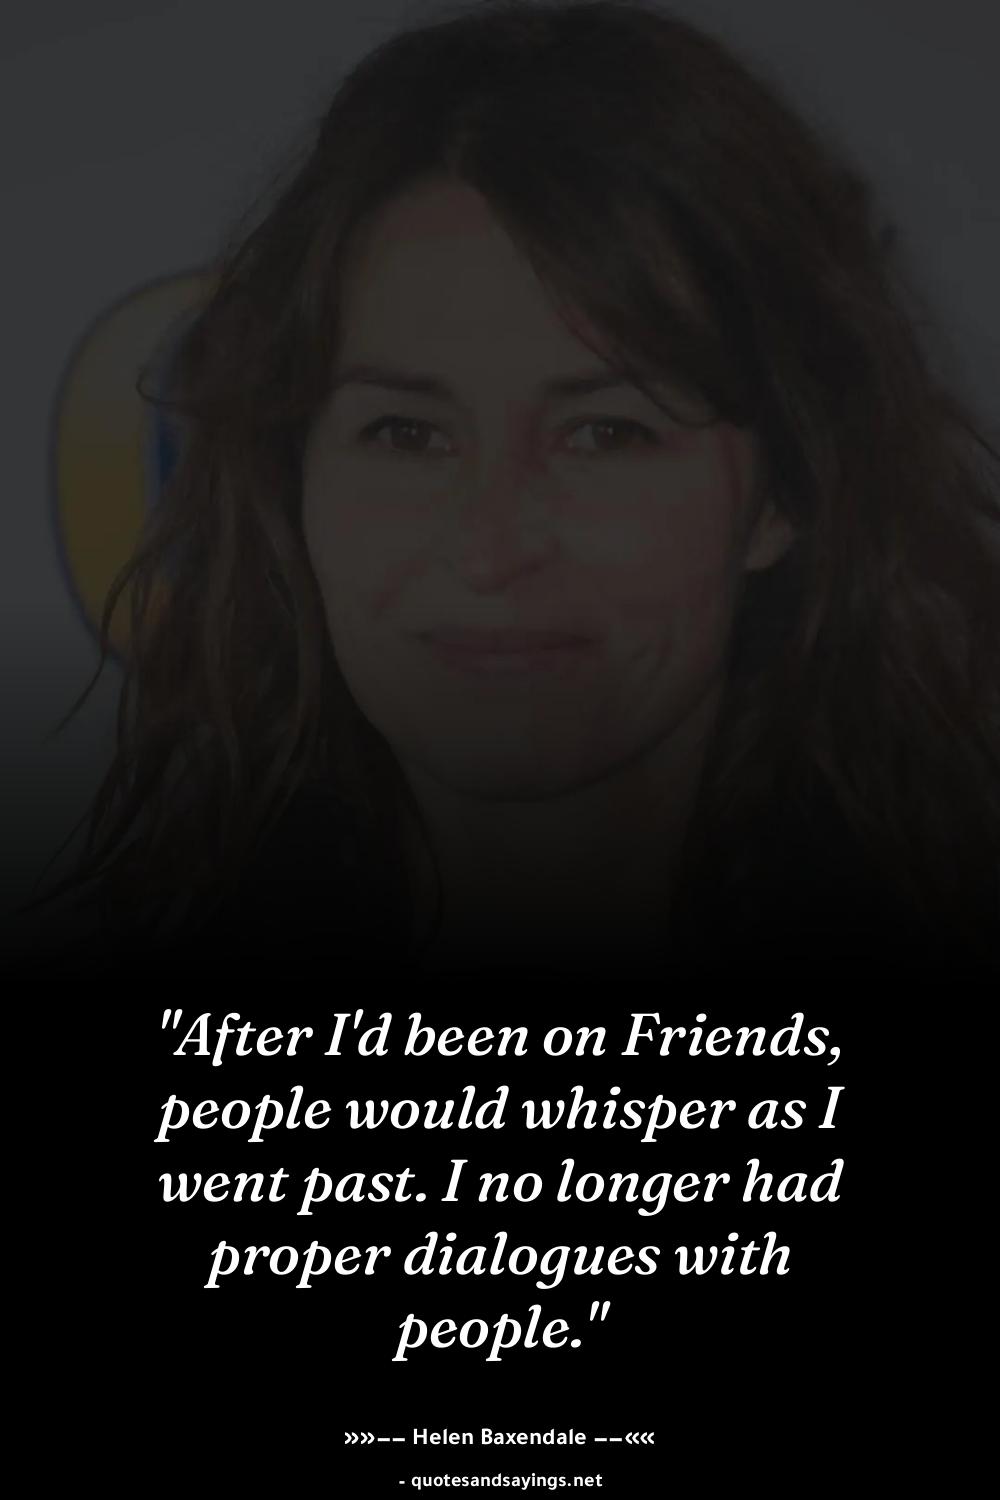 "After I'd been on Friends,
people would whisper as I
went past. I no longer had
proper dialogues with
people."
»»–– Helen Baxendale ––««
- quotesandsayings.net